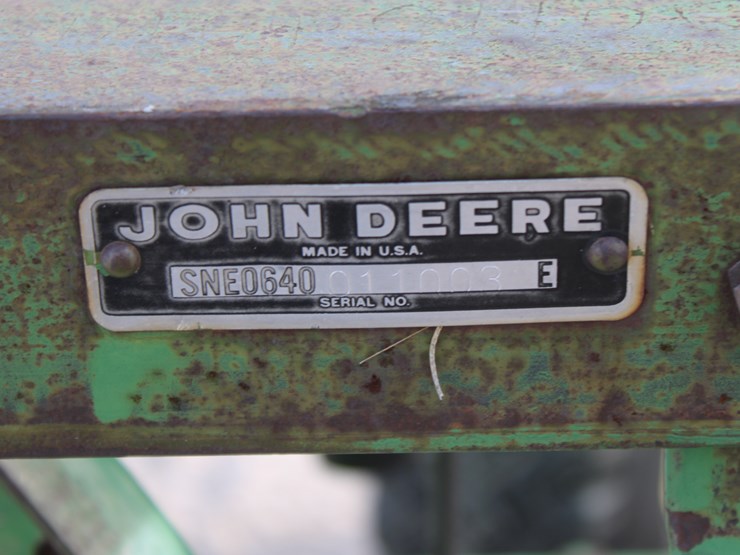 JOHN DEERE
MADE IN U.S.A.
SNE0640 011003 E
SERIAL NO.